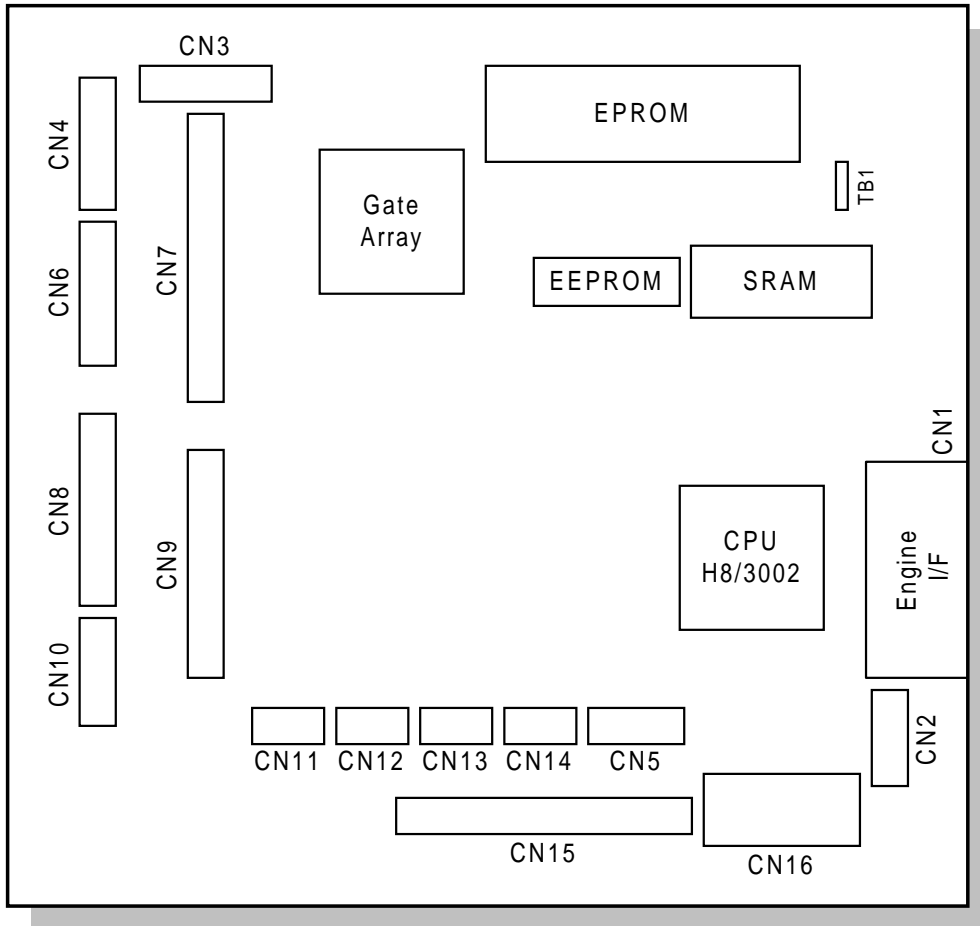 CN3
CN4
EPROM
TB1
Gate
Array
CN6
CN7
EEPROM
SRAM
CN1
CN8
CN9
CPU
H8/3002
Engine
I/F
CN10
CN2
CN11
CN12
CN13
CN14
CN5
CN15
CN16